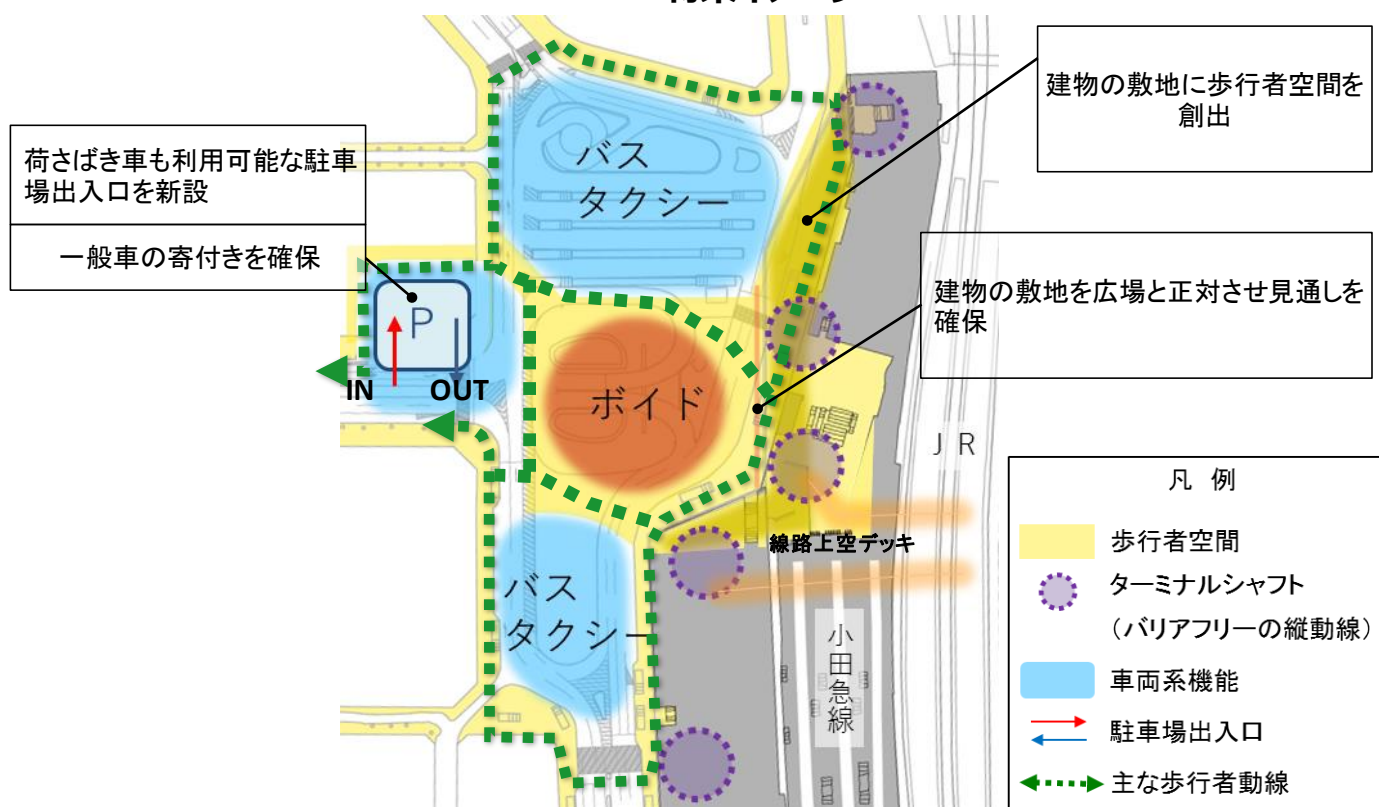 建物の敷地に歩行者空間を
創出
荷さばき車も利用可能な駐車
場出入口を新設
一般車の寄付きを確保
バス
タクシー
建物の敷地を広場と正対させ見通しを
確保
P
IN
OUT
ボイド
JR
線路上空デッキ
バス
タクシー
小田急線
凡 例
歩行者空間
ターミナルシャフト
(バリアフリーの縦動線)
車両系機能
駐車場出入口
主な歩行者動線